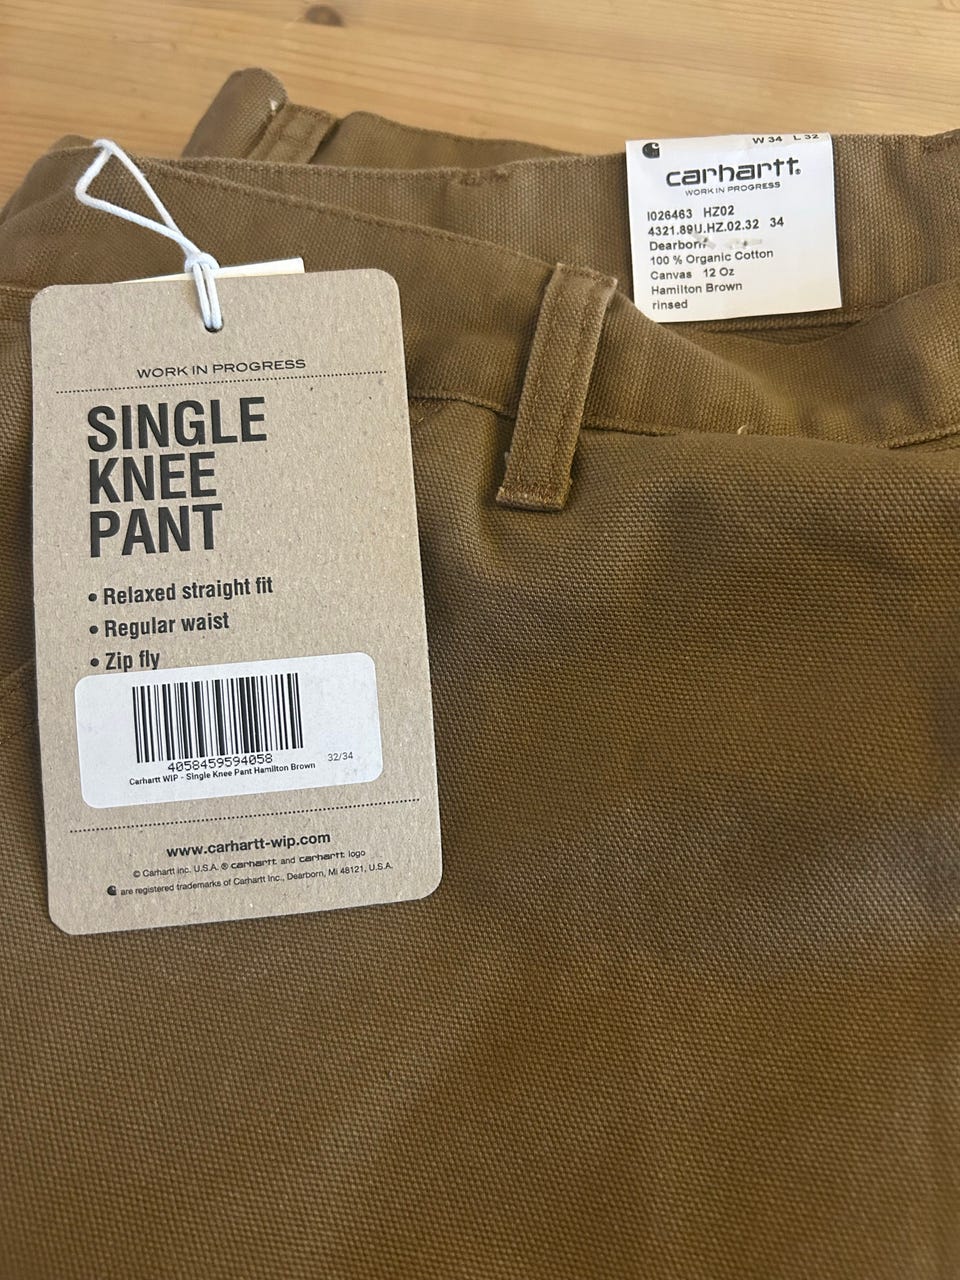 WORK IN PROGRESS
SINGLE
KNEE
PANT
• Relaxed straight fit
• Regular waist
• Zip fly
4058459594058
32/34
Carhartt WIP - Single Knee Pant Hamilton Brown
www.carhartt-wip.com
© Carhartt Inc. U.S.A. ® carhartt and carhartt logo
are registered trademarks of Carhartt Inc., Dearborn, MI 48121, U.S.A.
W 34 L 32
carhartt®
WORK IN PROGRESS
I026463 HZ02
4321.89U.HZ.02.32 34
Dearborn
100 % Organic Cotton
Canvas 12 Oz
Hamilton Brown
rinsed